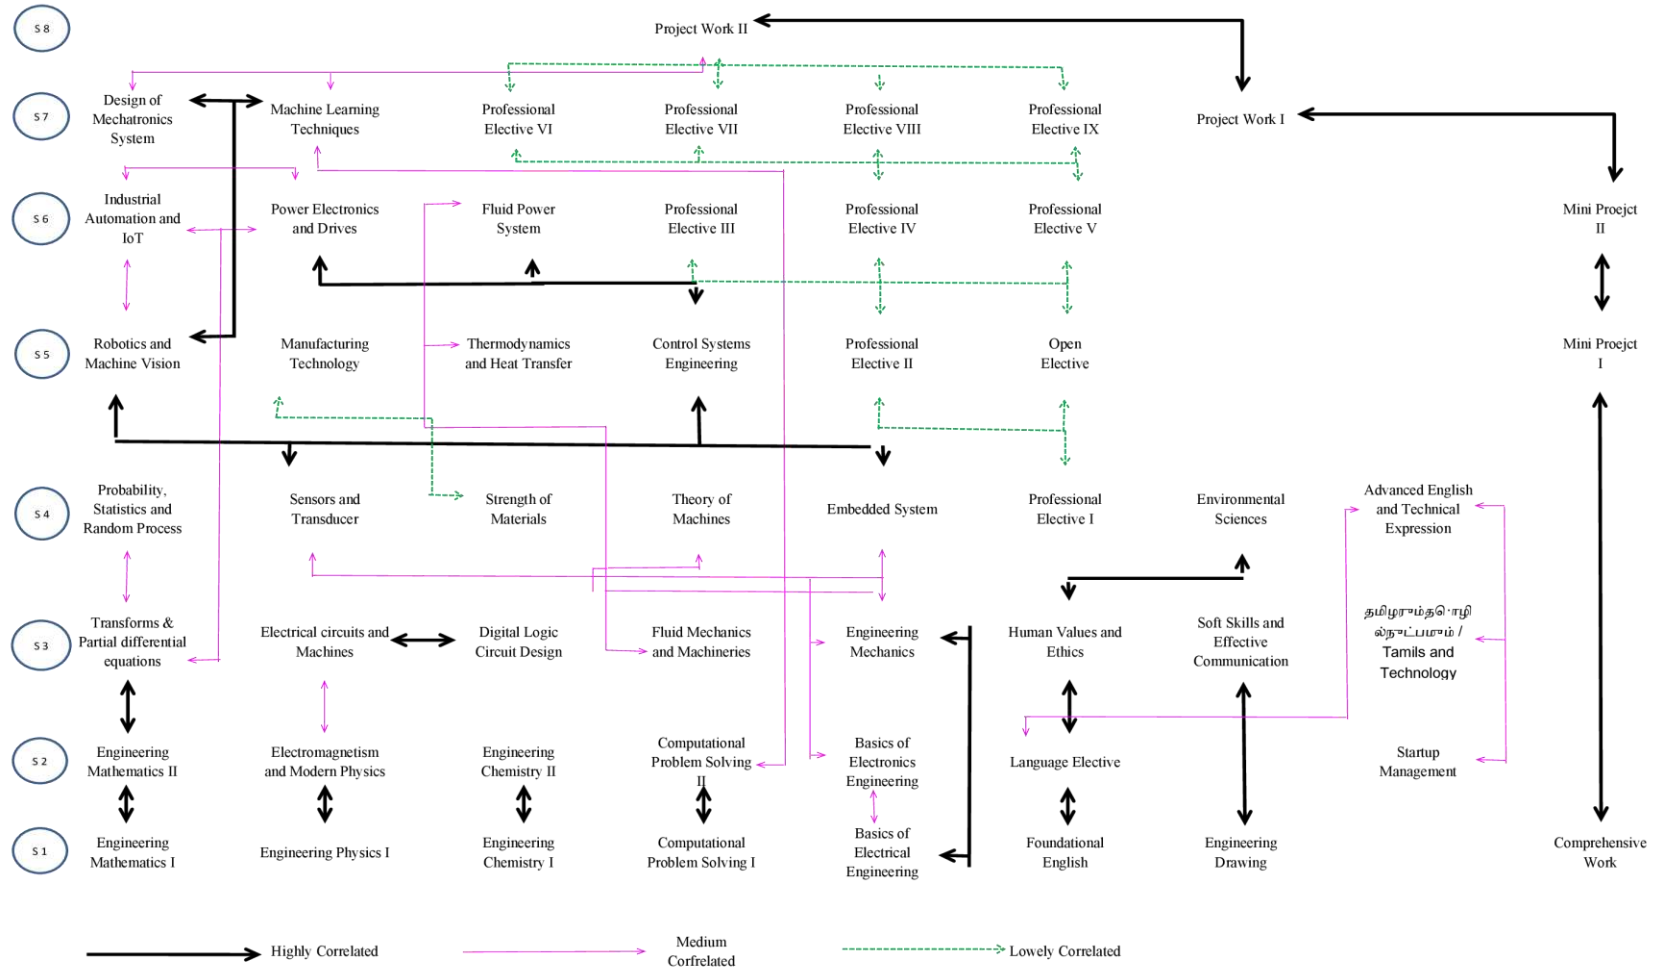 S 8
Project Work II
S 7
Design of
Mechatronics
System
Machine Learning
Techniques
Professional
Elective VI
Professional
Elective VII
Professional
Elective VIII
Professional
Elective IX
Project Work I
S 6
Industrial
Automation and
IoT
Power Electronics
and Drives
Fluid Power
System
Professional
Elective III
Professional
Elective IV
Professional
Elective V
Mini Proejct
II
S 5
Robotics and
Machine Vision
Manufacturing
Technology
Thermodynamics
and Heat Transfer
Control Systems
Engineering
Professional
Elective II
Open
Elective
Mini Proejct
I
S 4
Probability,
Statistics and
Random Process
Sensors and
Transducer
Strength of
Materials
Theory of
Machines
Embedded System
Professional
Elective I
Environmental
Sciences
Advanced English
and Technical
Expression
S 3
Transforms &
Partial differential
equations
Electrical circuits and
Machines
Digital Logic
Circuit Design
Fluid Mechanics
and Machineries
Engineering
Mechanics
Human Values and
Ethics
Soft Skills and
Effective
Communication
/
Tamils and
Technology
S 2
Engineering
Mathematics II
Electromagnetism
and Modern Physics
Engineering
Chemistry II
Computational
Problem Solving
II
Basics of
Electronics
Engineering
Language Elective
Startup
Management
S 1
Engineering
Mathematics I
Engineering Physics I
Engineering
Chemistry I
Computational
Problem Solving I
Basics of
Electrical
Engineering
Foundational
English
Engineering
Drawing
Comprehensive
Work
Highly Correlated
Medium
Corfrelated
Lowely Correlated